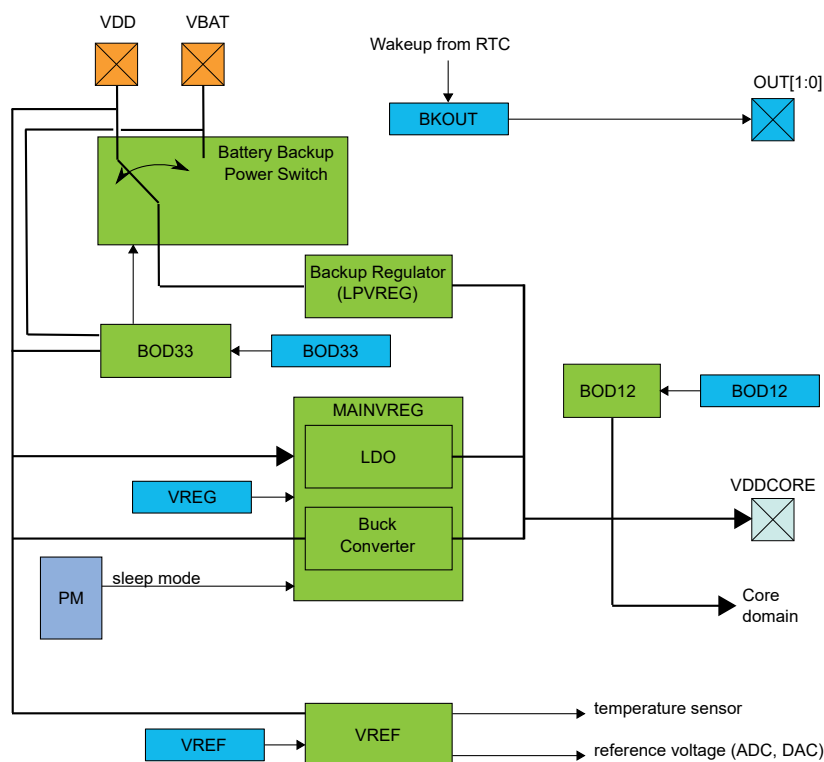 VDD
VBAT
Wakeup from RTC
OUT[1:0]
BKOUT
Battery Backup
Power Switch
Backup Regulator
(LPVREG)
BOD33
BOD33
BOD12
BOD12
MAINVREG
LDO
VREG
VDDCORE
Buck
Converter
sleep mode
PM
Core
domain
temperature sensor
VREF
VREF
reference voltage (ADC, DAC)